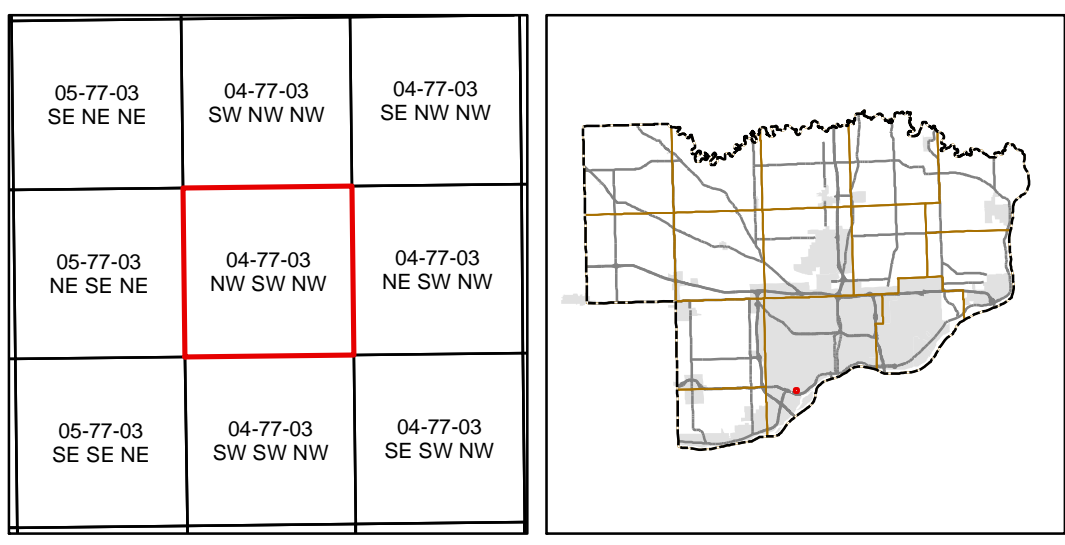 05-77-03
SE NE NE
04-77-03
SW NW NW
04-77-03
SE NW NW
05-77-03
NE SE NE
04-77-03
NW SW NW
04-77-03
NE SW NW
05-77-03
SE SE NE
04-77-03
SW SW NW
04-77-03
SE SW NW